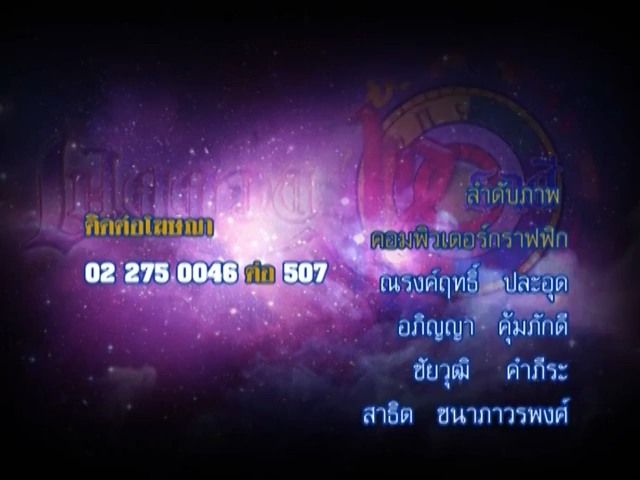 ติดต่อโฆษณา
02 275 0046 ต่อ 507
ลำดับภาพ
คอมพิวเตอร์กราฟฟิก
ณรงค์ฤทธิ์ ปละอุด
อภิญญา คุ้มภักดี
ชัยวุฒิ คำภีระ
สาธิต ชนาภาวรพงศ์